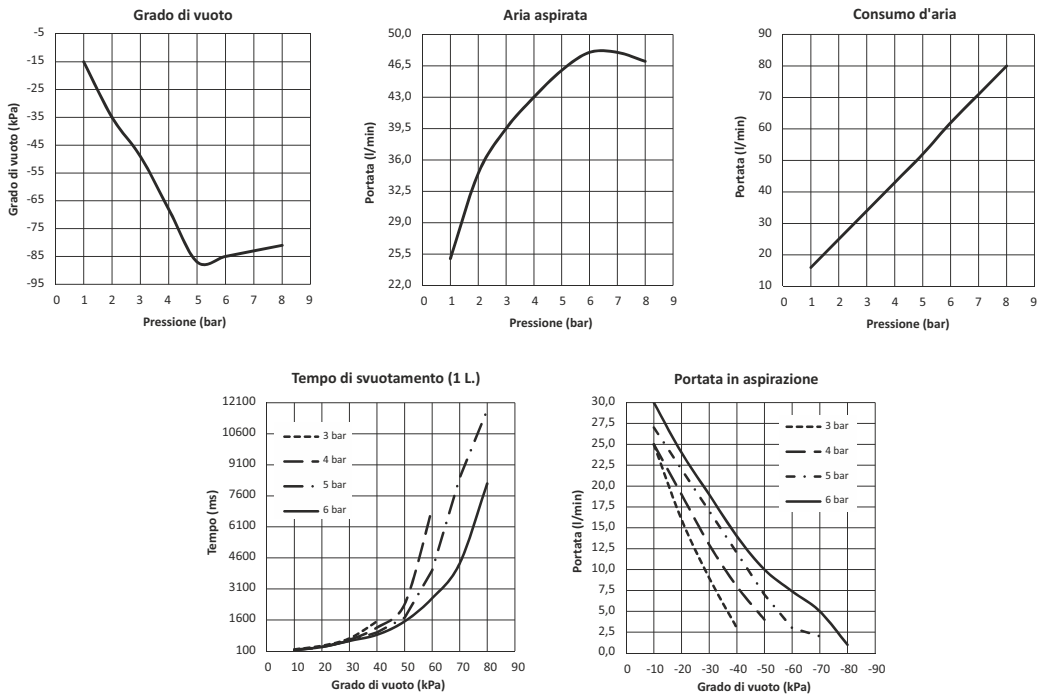 Grado di vuoto
-5
-15
-25
-35
-45
-55
-65
-75
-85
-95
Grado di vuoto (kPa)
0 1 2 3 4 5 6 7 8 9
Pressione (bar)
Aria aspirata
50,0
46,5
43,0
39,5
36,0
32,5
29,0
25,5
22,0
Portata (l/min)
0 1 2 3 4 5 6 7 8 9
Pressione (bar)
Consumo d'aria
90
80
70
60
50
40
30
20
10
Portata (l/min)
0 1 2 3 4 5 6 7 8 9
Pressione (bar)
Tempo di svuotamento (1 L.)
12100
10600
9100
7600
6100
4600
3100
1600
100
Tempo (ms)
3 bar
4 bar
5 bar
6 bar
0 10 20 30 40 50 60 70 80 90
Grado di vuoto (kPa)
Portata in aspirazione
30,0
27,5
25,0
22,5
20,0
17,5
15,0
12,5
10,0
7,5
5,0
2,5
0,0
Portata (l/min)
3 bar
4 bar
5 bar
6 bar
0 -10 -20 -30 -40 -50 -60 -70 -80 -90
Grado di vuoto (kPa)